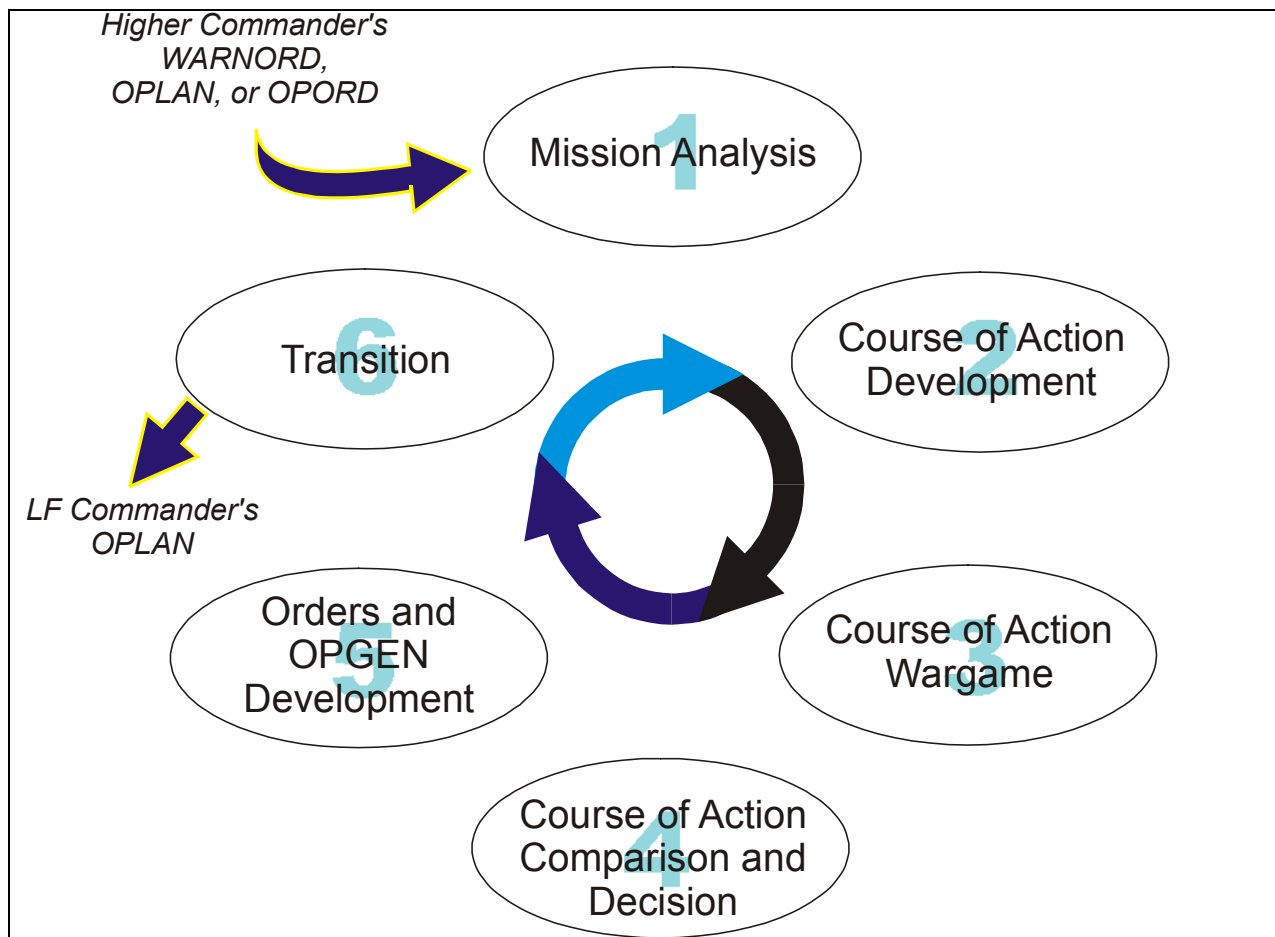 Higher Commander's
WARNORD,
OPLAN, or OPORD
1
Mission Analysis
2
Course of Action
Development
3
Course of Action
Wargame
4
Course of Action
Comparison and
Decision
5
Orders and
OPGEN
Development
6
Transition
LF Commander's
OPLAN